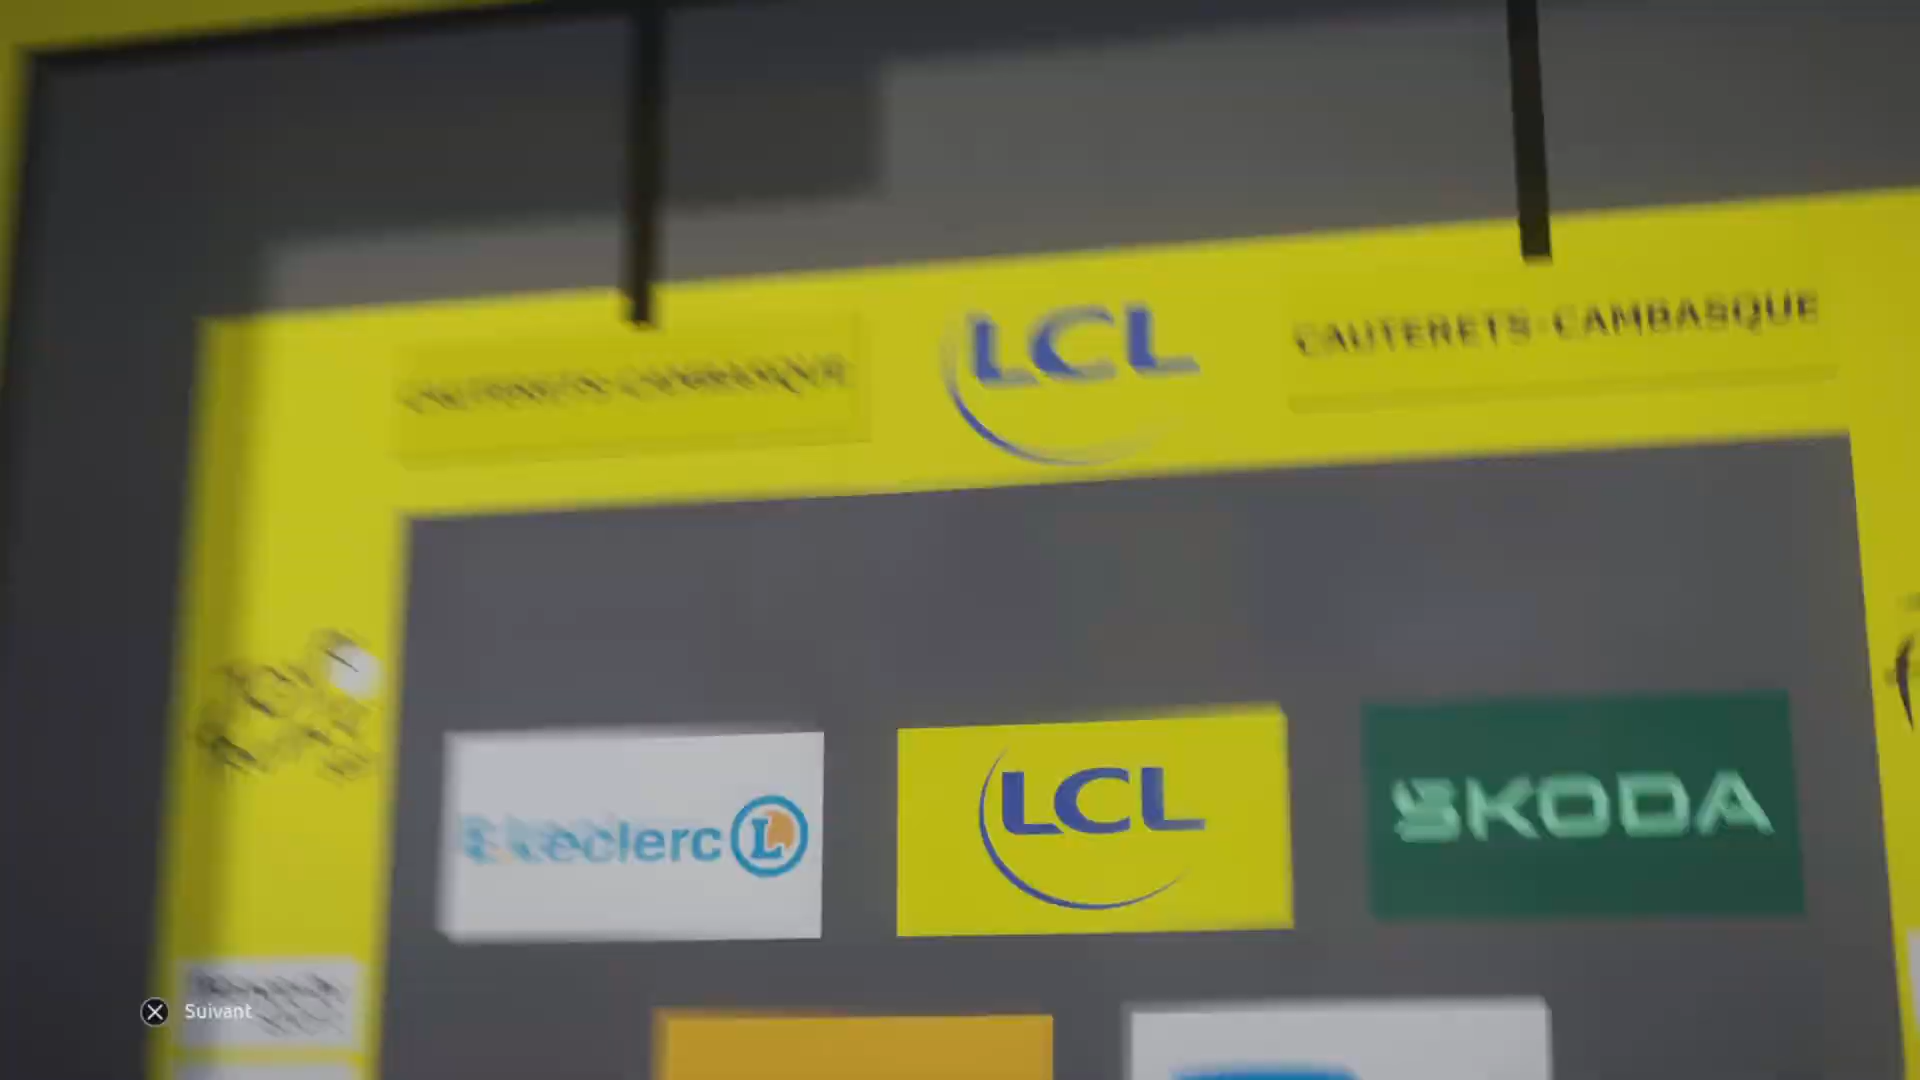 LCL
CAUTERETS-CAMBASQUE
E.Leclerc L
LCL
SKODA
Suivant